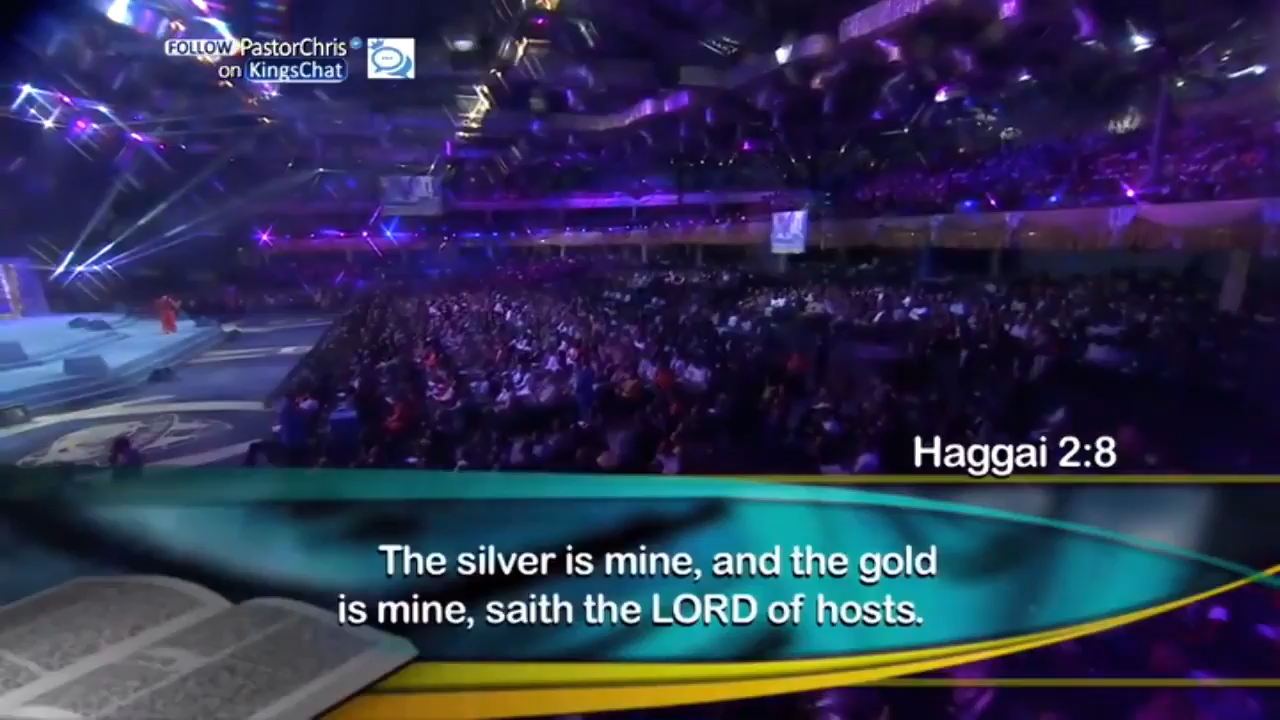 FOLLOW PastorChris
on KingsChat
Haggai 2:8
The silver is mine, and the gold
is mine, saith the LORD of hosts.